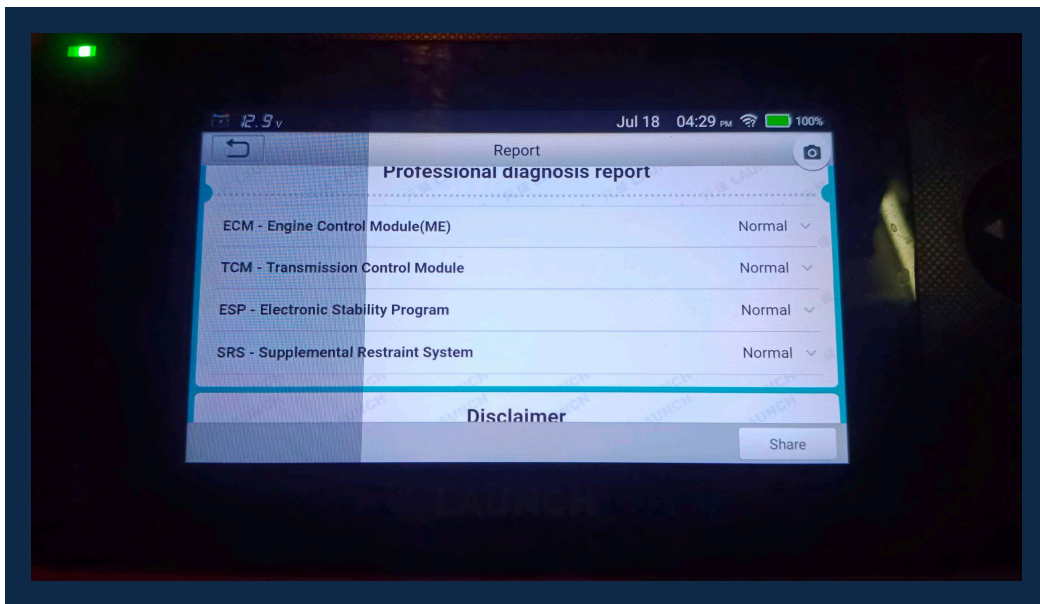 12.9 v Jul 18 04:29 PM 100%
Report
Professional diagnosis report
ECM - Engine Control Module(ME) Normal
TCM - Transmission Control Module Normal
ESP - Electronic Stability Program Normal
SRS - Supplemental Restraint System Normal
Disclaimer
Share
LAUNCH